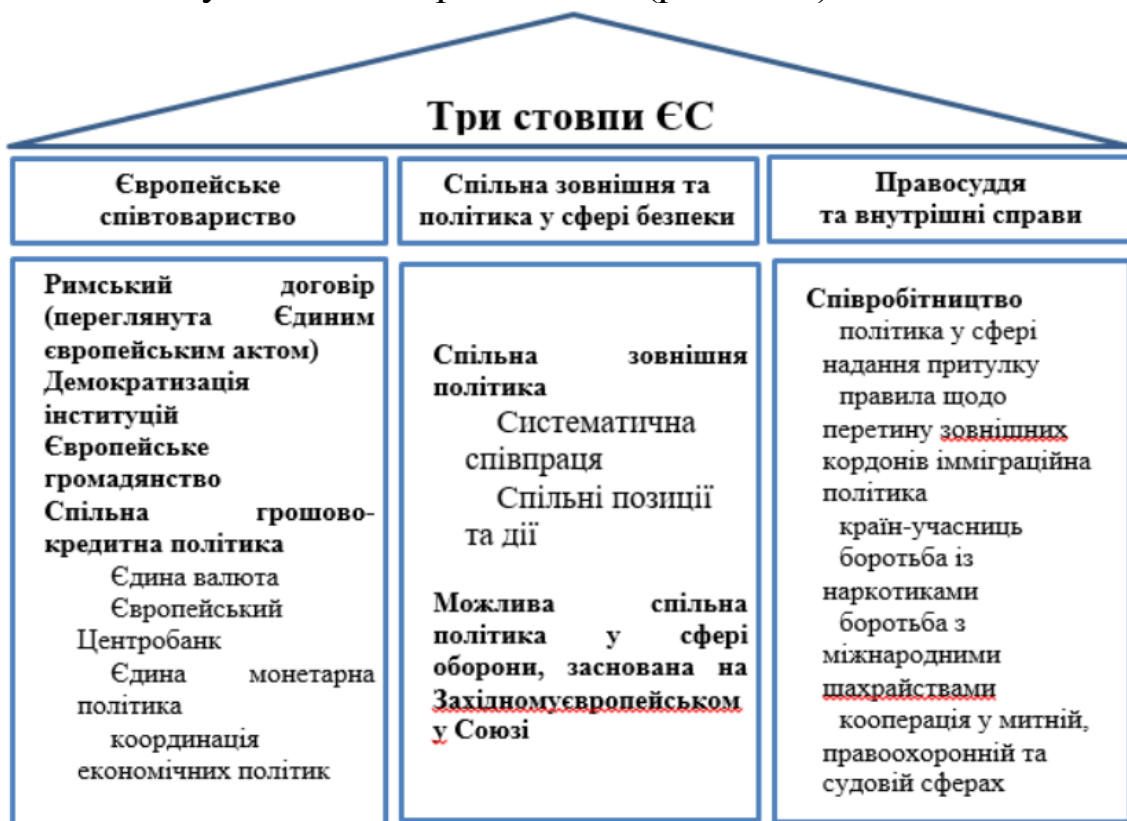 Три стовпи ЄС
Європейське
співтовариство
Спільна зовнішня та
політика у сфері безпеки
Правосуддя
та внутрішні справи
Римський договір
(переглянута Єдиним
європейським актом)
Демократизація
інституцій
Європейське
громадянство
Спільна грошово-
кредитна політика
Єдина валюта
Європейський
Центробанк
Єдина монетарна
політика
координація
економічних політик
Спільна зовнішня
політика
Систематична
співпраця
Спільні позиції
та дії
Можлива спільна
політика у сфері
оборони, заснована на
Західномуєвропейськом
у Союзі
Співробітництво
політика у сфері
надання притулку
правила щодо
перетину зовнішних
кордонів імміграційна
політика
країн-учасниць
боротьба із
наркотиками
боротьба з
міжнародними
шахрайствами
кооперація у митній,
правоохоронній та
судовій сферах